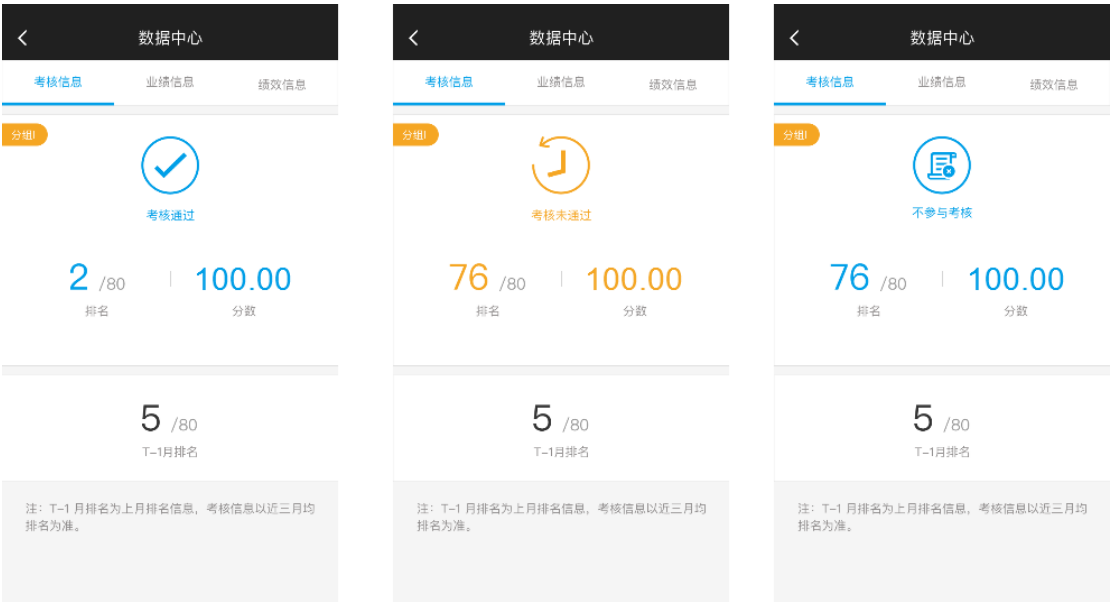 数据中心
考核信息 业绩信息 绩效信息
分组I
考核通过
2 /80 100.00
排名 分数
5 /80
T-1月排名
注：T-1 月排名为上月排名信息，考核信息以近三月均
排名为准。
数据中心
考核信息 业绩信息 绩效信息
分组I
考核未通过
76 /80 100.00
排名 分数
5 /80
T-1月排名
注：T-1 月排名为上月排名信息，考核信息以近三月均
排名为准。
数据中心
考核信息 业绩信息 绩效信息
分组I
不参与考核
76 /80 100.00
排名 分数
5 /80
T-1月排名
注：T-1 月排名为上月排名信息，考核信息以近三月均
排名为准。